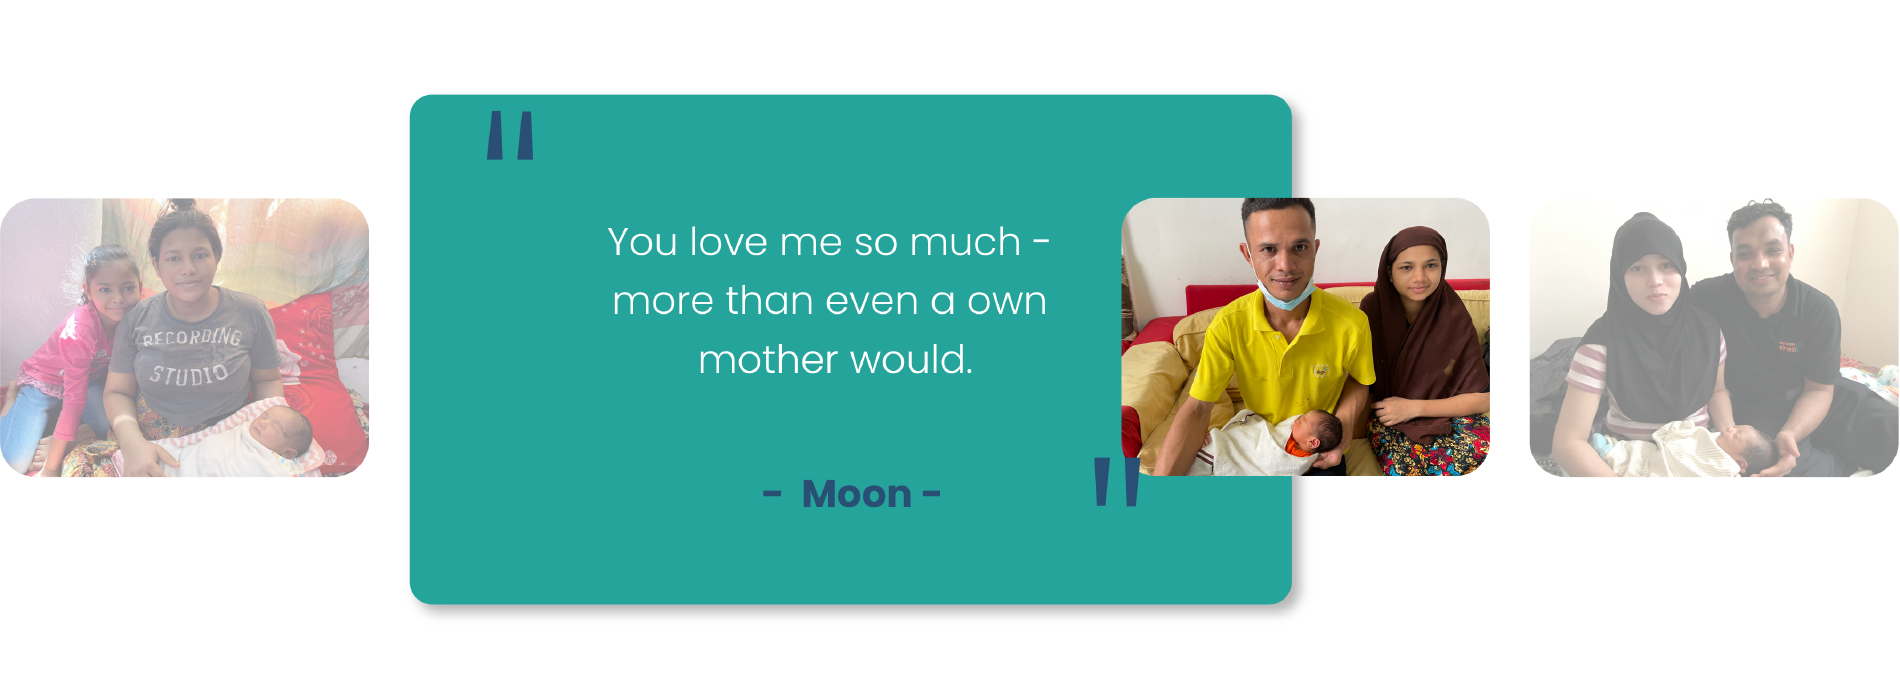 "
You love me so much -
more than even a own
mother would.
- Moon -
"
RECORDING
STUDIO